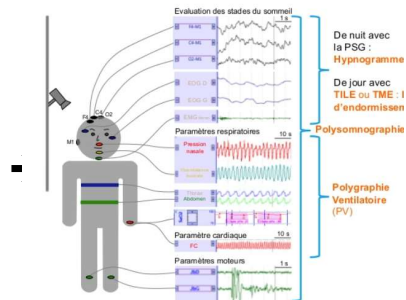 Evaluation des stades du sommeil
1 s
F4-M1
C4-M1
O2-M1
EOG D
EOG G
EMG
F4
C4
O2
M1
Paramètres respiratoires
10 s
Pression
nasale
Thorax
Abdomen
Paramètre cardiaque
10 s
FC
Paramètres moteurs
1 s
JBD
JBG
De nuit avec
la PSG :
Hypnogramme
De jour avec
TILE ou TME :
d'endormissem
Polysomnographie
Polygraphie
Ventilatoire
(PV)